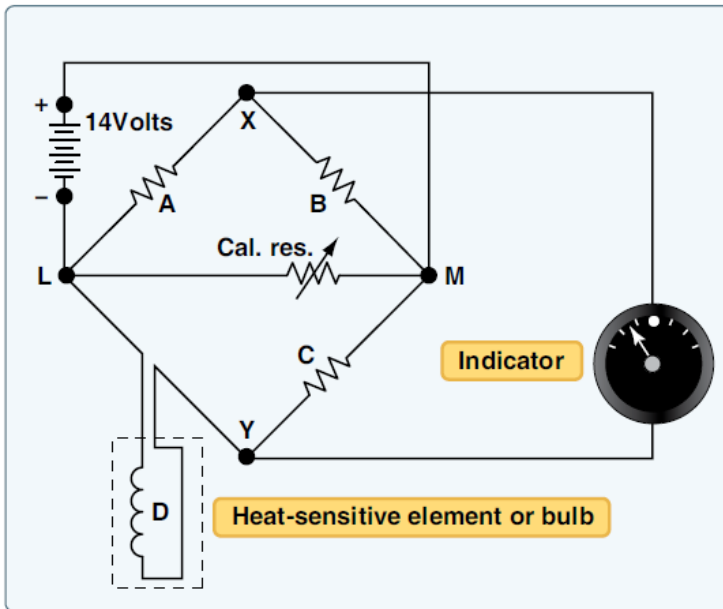 +
14Volts
X
−
A
B
Cal. res.
L
M
C
Indicator
Y
D
Heat-sensitive element or bulb